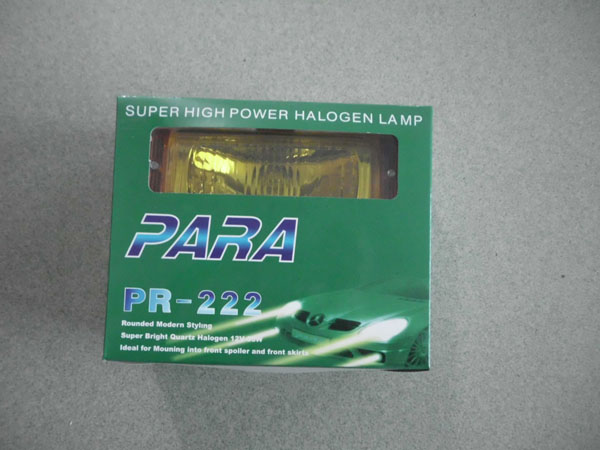 SUPER HIGH POWER HALOGEN LAMP
PARA
PR-222
Rounded Modern Styling
Super Bright Quartz Halogen 12V
Ideal for Mouning into front spoiler and front skirts